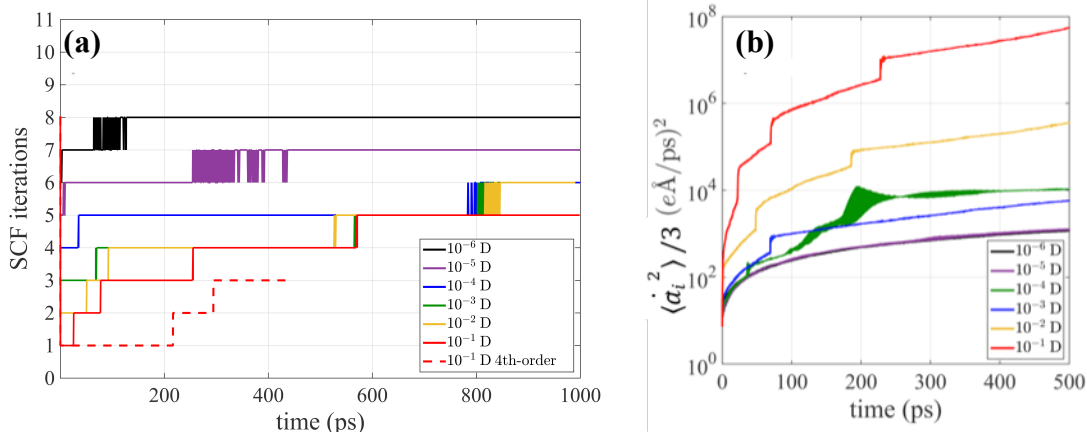 (a)
11
10
9
8
7
6
5
4
3
2
1
SCF iterations
200
400
600
800
1000
time (ps)
10⁻⁶ D
10⁻⁵ D
10⁻⁴ D
10⁻³ D
10⁻² D
10⁻¹ D
10⁻¹ D 4th-order
(b)
10⁸
10⁶
10⁴
10²
10⁰
⟨ȧᵢ²⟩/3 (eÅ/ps)²
0
100
200
300
400
500
time (ps)
10⁻⁶ D
10⁻⁵ D
10⁻⁴ D
10⁻³ D
10⁻² D
10⁻¹ D